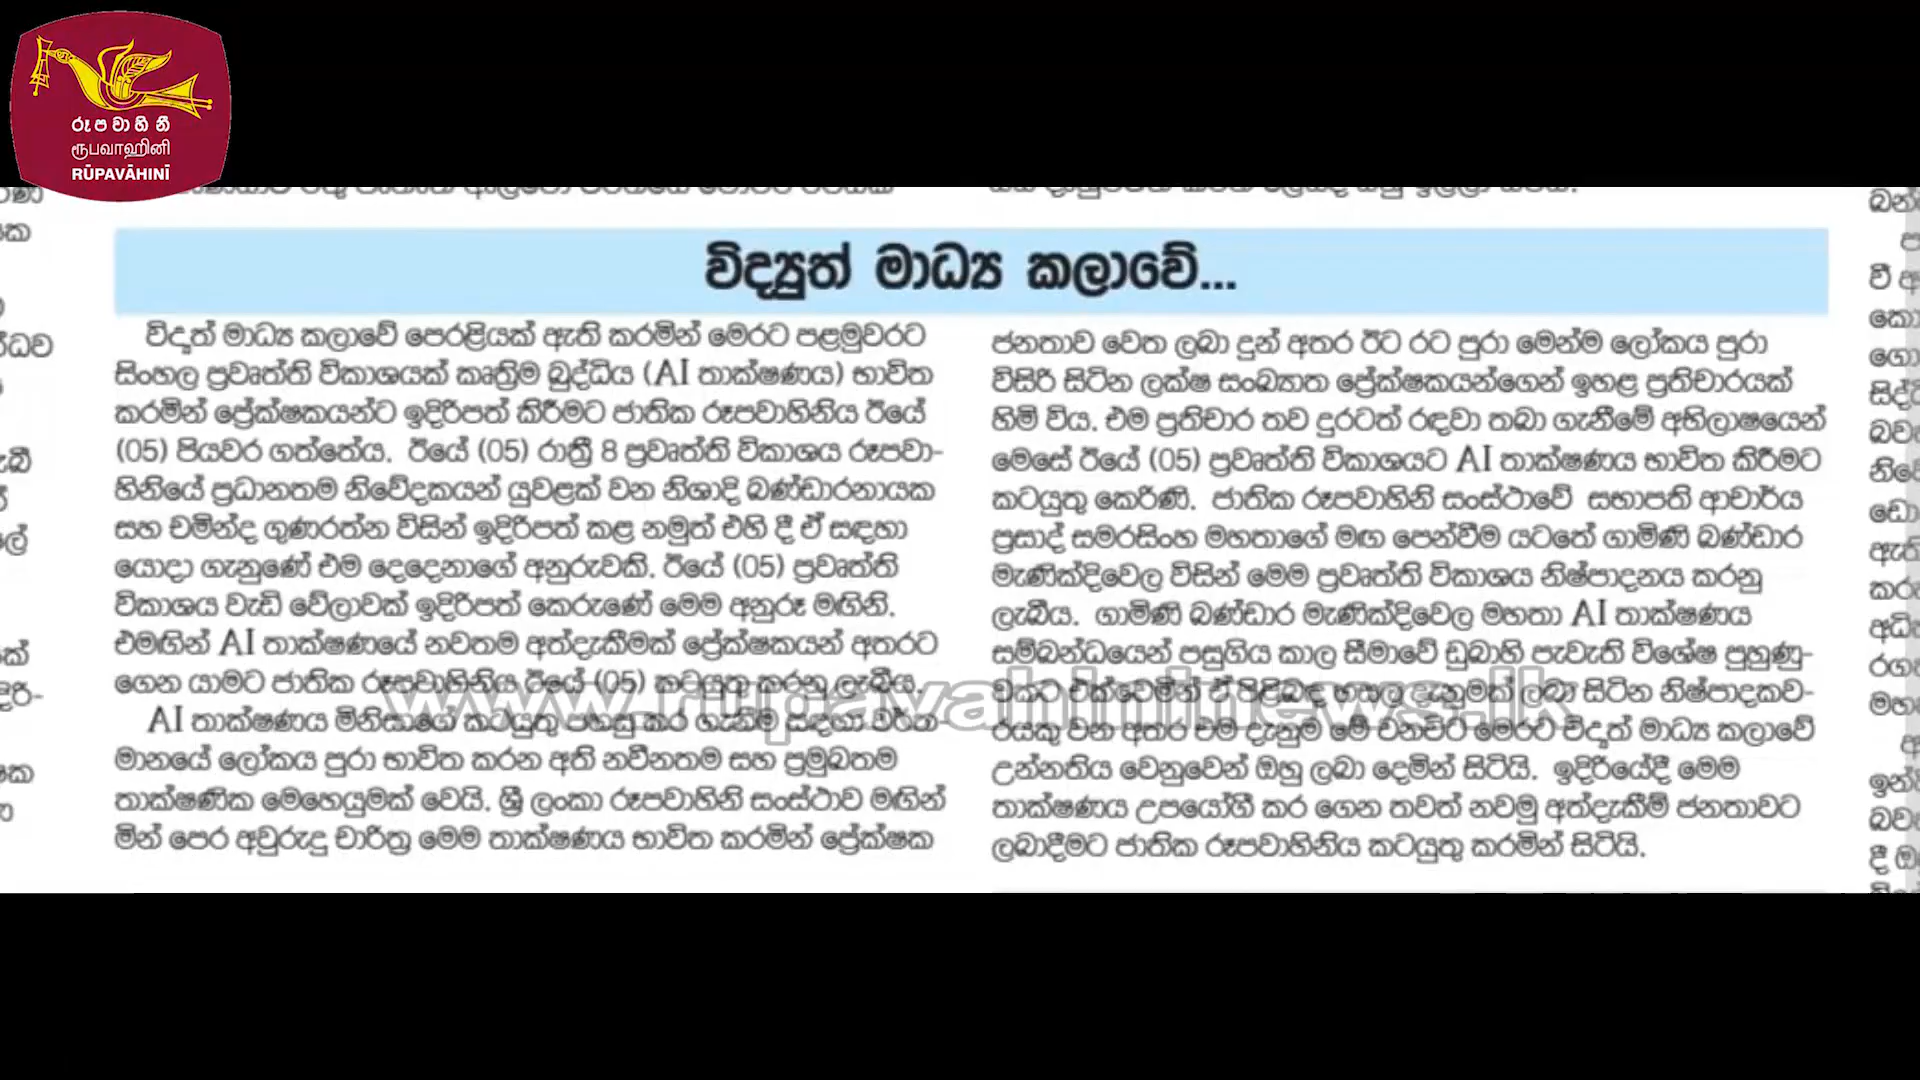 රූපවාහිනී
ரூபவாஹினி
RŪPAVĀHINĪ
විද්‍යුත් මාධ්‍ය කලාවේ...
විද්‍යුත් මාධ්‍ය කලාවේ පෙරළියක් ඇති කරමින් මෙරට පළමුවරට
සිංහල ප්‍රවෘත්ති විකාශයක් කෘත්‍රිම බුද්ධිය (AI තාක්ෂණය) භාවිත
කරමින් ප්‍රේක්ෂකයන්ට ඉදිරිපත් කිරීමට ජාතික රූපවාහිනිය ඊයේ
(05) පියවර ගත්තේය. ඊයේ (05) රාත්‍රී 8 ප්‍රවෘත්ති විකාශය රූපවා-
හිනියේ ප්‍රධානතම නිවේදකයන් යුවළක් වන නිශාදි බණ්ඩාරනායක
සහ චමින්ද ගුණරත්න විසින් ඉදිරිපත් කළ නමුත් එහි දී ඒ සඳහා
යොදා ගැනුණේ එම දෙදෙනාගේ අනුරුවකි. ඊයේ (05) ප්‍රවෘත්ති
විකාශය වැඩි වේලාවක් ඉදිරිපත් කෙරුණේ මෙම අනුරූ මඟිනි.
එමඟින් AI තාක්ෂණයේ නවතම අත්දැකීමක් ප්‍රේක්ෂකයන් අතරට
ගෙන යාමට ජාතික රූපවාහිනිය ඊයේ (05) කටයුතු කරනු ලැබීය.
AI තාක්ෂණය මිනිසාගේ කටයුතු පහසු කර ගැනීම සඳහා වර්ත-
මානයේ ලෝකය පුරා භාවිත කරන අති නවීනතම සහ ප්‍රමුඛතම
තාක්ෂණික මෙහෙයුමක් වෙයි. ශ්‍රී ලංකා රූපවාහිනි සංස්ථාව මඟින්
මින් පෙර අවුරුදු චාරිත්‍ර මෙම තාක්ෂණය භාවිත කරමින් ප්‍රේක්ෂක
ජනතාව වෙත ලබා දුන් අතර ඊට රට පුරා මෙන්ම ලෝකය පුරා
විසිරි සිටින ලක්ෂ සංඛ්‍යාත ප්‍රේක්ෂකයන්ගෙන් ඉහළ ප්‍රතිචාරයක්
හිමි විය. එම ප්‍රතිචාර තව දුරටත් රඳවා තබා ගැනීමේ අභිලාෂයෙන්
මෙසේ ඊයේ (05) ප්‍රවෘත්ති විකාශයට AI තාක්ෂණය භාවිත කිරීමට
කටයුතු කෙරිණි. ජාතික රූපවාහිනි සංස්ථාවේ සභාපති ආචාර්ය
ප්‍රසාද් සමරසිංහ මහතාගේ මඟ පෙන්වීම යටතේ ගාමිණි බණ්ඩාර
මැණික්දිවෙල විසින් මෙම ප්‍රවෘත්ති විකාශය නිෂ්පාදනය කරනු
ලැබීය. ගාමිණි බණ්ඩාර මැණික්දිවෙල මහතා AI තාක්ෂණය
සම්බන්ධයෙන් පසුගිය කාල සීමාවේ ඩුබාහි පැවැති විශේෂ පුහුණු-
වකට එක්වෙමින් ඒ පිළිබඳ හසල දැනුමක් ලබා සිටින නිෂ්පාදකව-
රයකු වන අතර එම දැනුම මේ වනවිට මෙරට විද්‍යුත් මාධ්‍ය කලාවේ
උන්නතිය වෙනුවෙන් ඔහු ලබා දෙමින් සිටියි. ඉදිරියේදී මෙම
තාක්ෂණය උපයෝගී කර ගෙන තවත් නවමු අත්දැකීම් ජනතාවට
ලබාදීමට ජාතික රූපවාහිනිය කටයුතු කරමින් සිටියි.
www.rupavahininews.lk